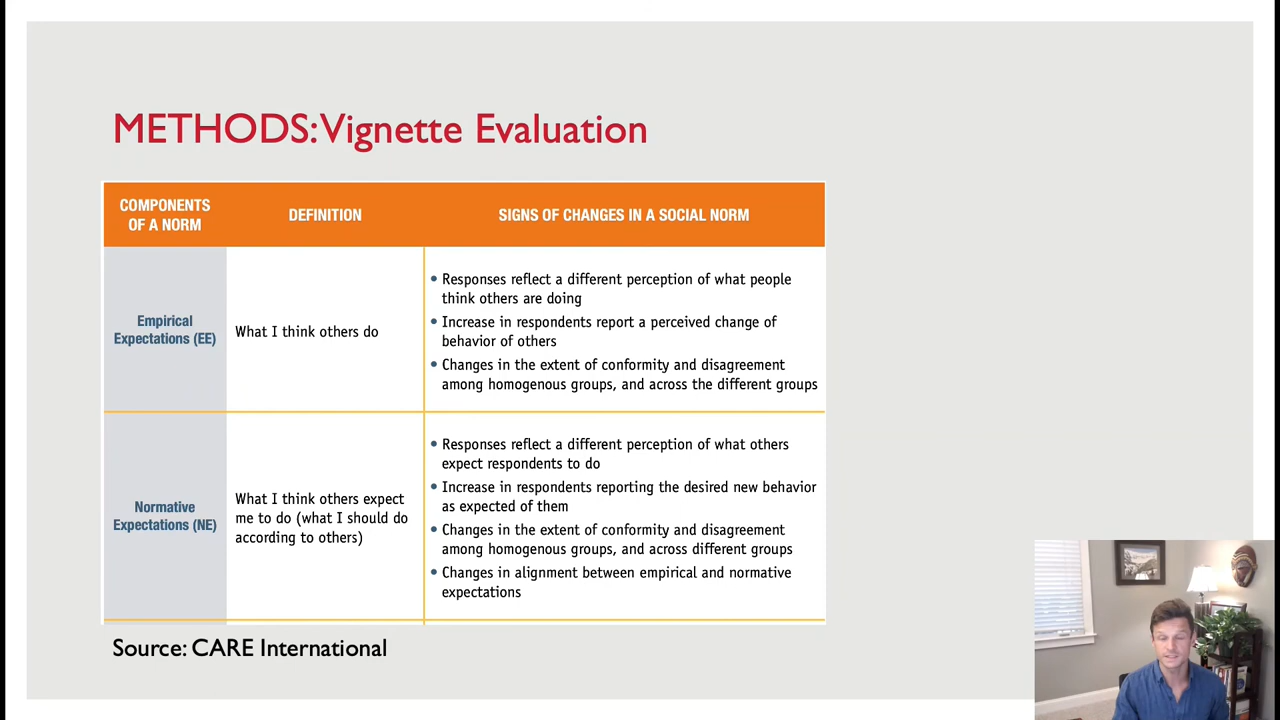 METHODS: Vignette Evaluation
COMPONENTS
OF A NORM
DEFINITION
SIGNS OF CHANGES IN A SOCIAL NORM
Empirical
Expectations (EE)
What I think others do
• Responses reflect a different perception of what people
think others are doing
• Increase in respondents report a perceived change of
behavior of others
• Changes in the extent of conformity and disagreement
among homogenous groups, and across the different groups
Normative
Expectations (NE)
What I think others expect
me to do (what I should do
according to others)
• Responses reflect a different perception of what others
expect respondents to do
• Increase in respondents reporting the desired new behavior
as expected of them
• Changes in the extent of conformity and disagreement
among homogenous groups, and across different groups
• Changes in alignment between empirical and normative
expectations
Source: CARE International